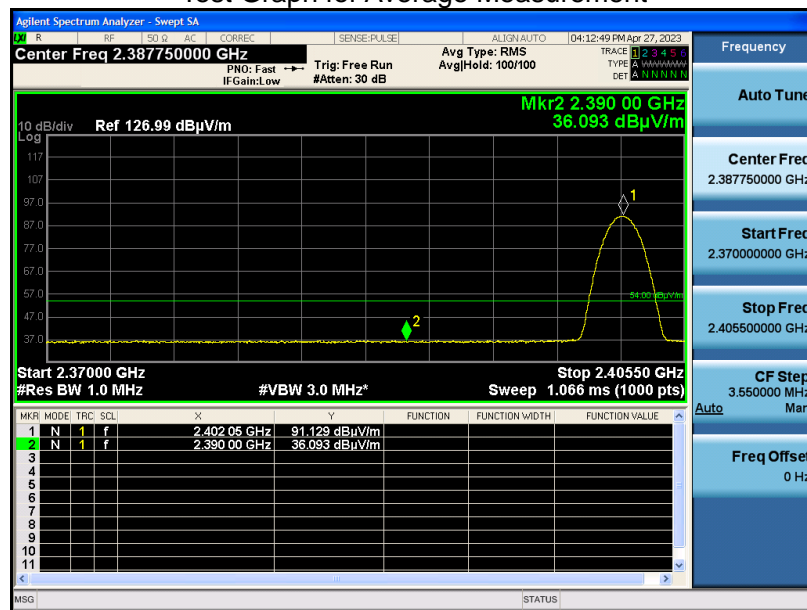 Test Graph for Average Measurement
Agilent Spectrum Analyzer - Swept SA
LXI R RF 50 Ω AC CORREC SENSE:PULSE ALIGN AUTO 04:12:49 PM Apr 27, 2023
Center Freq 2.387750000 GHz
PNO: Fast
IFGain:Low
Trig: Free Run
#Atten: 30 dB
Avg Type: RMS
Avg|Hold: 100/100
TRACE 1 2 3 4 5 6
TYPE A
DET A N N N N N
Mkr2 2.390 00 GHz
36.093 dBµV/m
10 dB/div Ref 126.99 dBµV/m
Log
117
107
97.0
87.0
77.0
67.0
57.0
47.0
37.0
1
54.00 dBµV/m
2
Start 2.37000 GHz Stop 2.40550 GHz
#Res BW 1.0 MHz #VBW 3.0 MHz* Sweep 1.066 ms (1000 pts)
MKR MODE TRC SCL X Y FUNCTION FUNCTION WIDTH FUNCTION VALUE
1 N 1 f 2.402 05 GHz 91.129 dBµV/m
2 N 1 f 2.390 00 GHz 36.093 dBµV/m
3
4
5
6
7
8
9
10
11
MSG STATUS
Frequency
Auto Tune
Center Freq
2.387750000 GHz
Start Freq
2.370000000 GHz
Stop Freq
2.405500000 GHz
CF Step
3.550000 MHz
Auto Man
Freq Offset
0 Hz